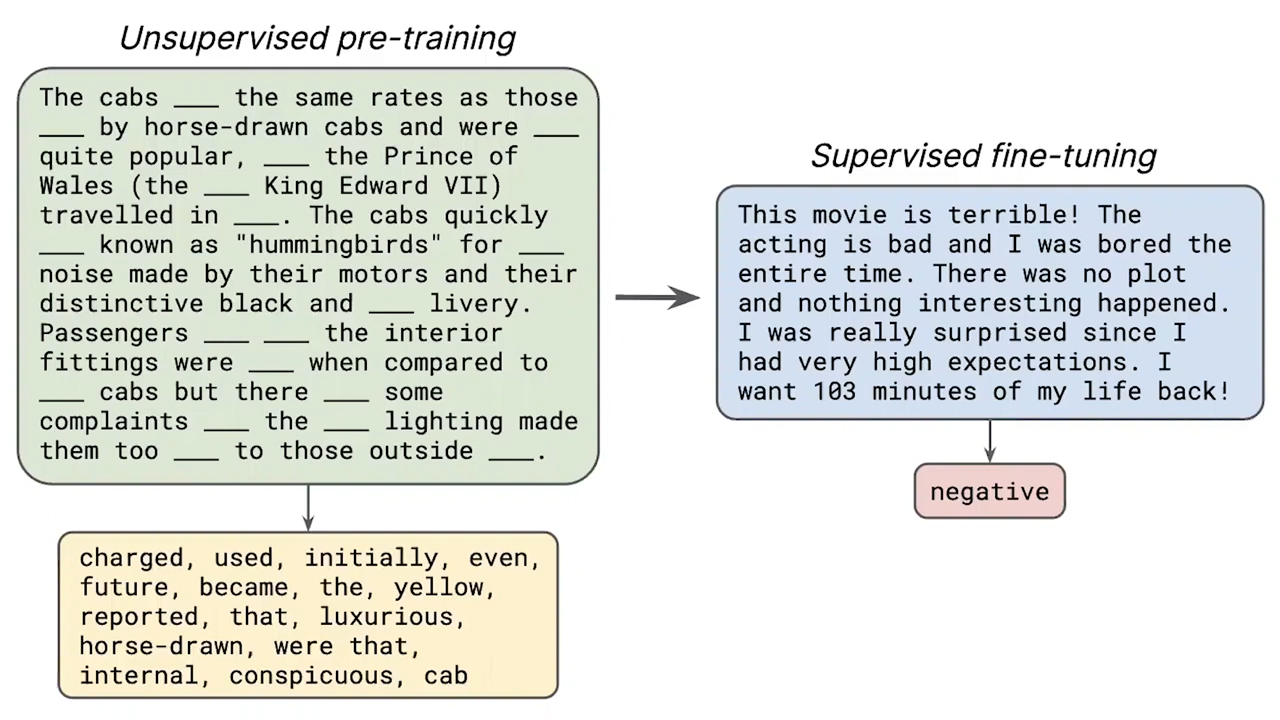 Unsupervised pre-training
The cabs ___ the same rates as those
___ by horse-drawn cabs and were ___
quite popular, ___ the Prince of
Wales (the ___ King Edward VII)
travelled in ___. The cabs quickly
___ known as "hummingbirds" for ___
noise made by their motors and their
distinctive black and ___ livery.
Passengers ___ ___ the interior
fittings were ___ when compared to
___ cabs but there ___ some
complaints ___ the ___ lighting made
them too ___ to those outside ___.
charged, used, initially, even,
future, became, the, yellow,
reported, that, luxurious,
horse-drawn, were that,
internal, conspicuous, cab
Supervised fine-tuning
This movie is terrible! The
acting is bad and I was bored the
entire time. There was no plot
and nothing interesting happened.
I was really surprised since I
had very high expectations. I
want 103 minutes of my life back!
negative